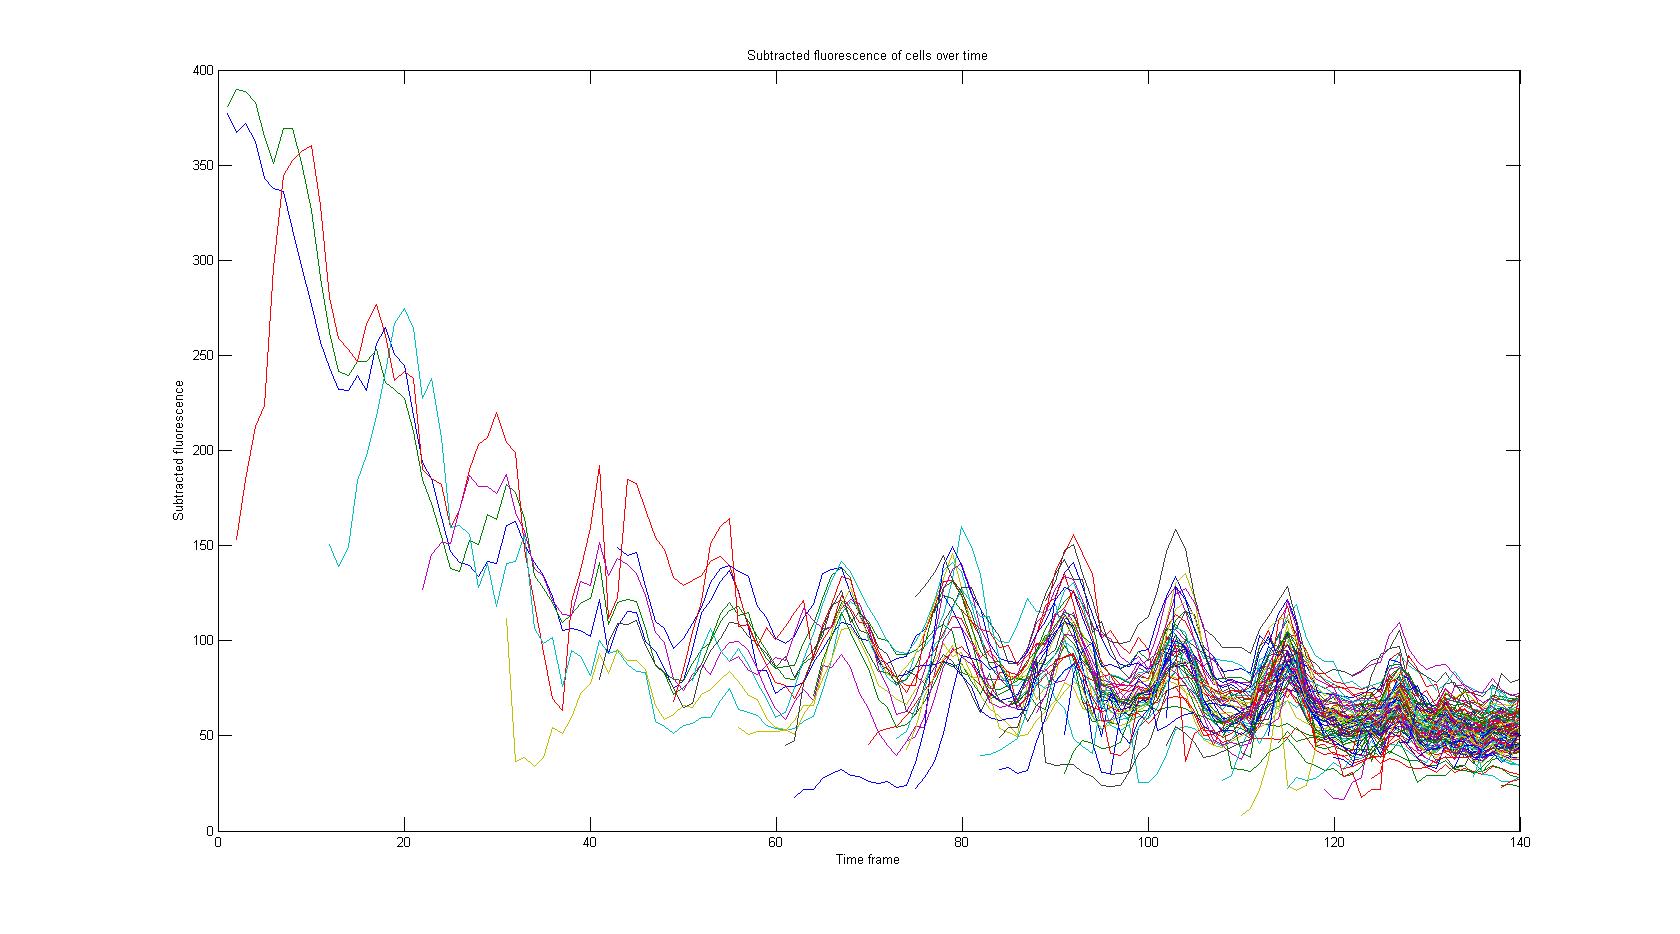 Subtracted fluorescence of cells over time
400
350
300
250
200
150
100
50
0
Subtracted fluorescence
0 20 40 60 80 100 120 140
Time frame